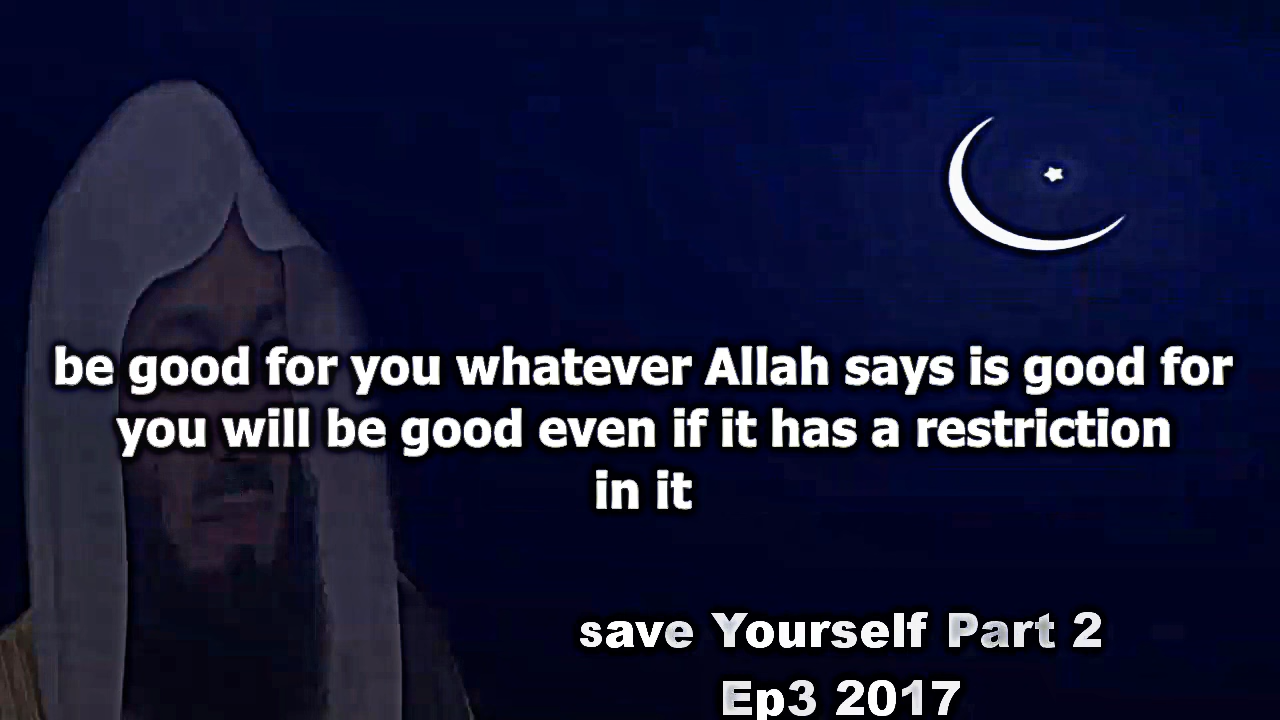 be good for you whatever Allah says is good for
you will be good even if it has a restriction
in it
save Yourself Part 2
Ep3 2017